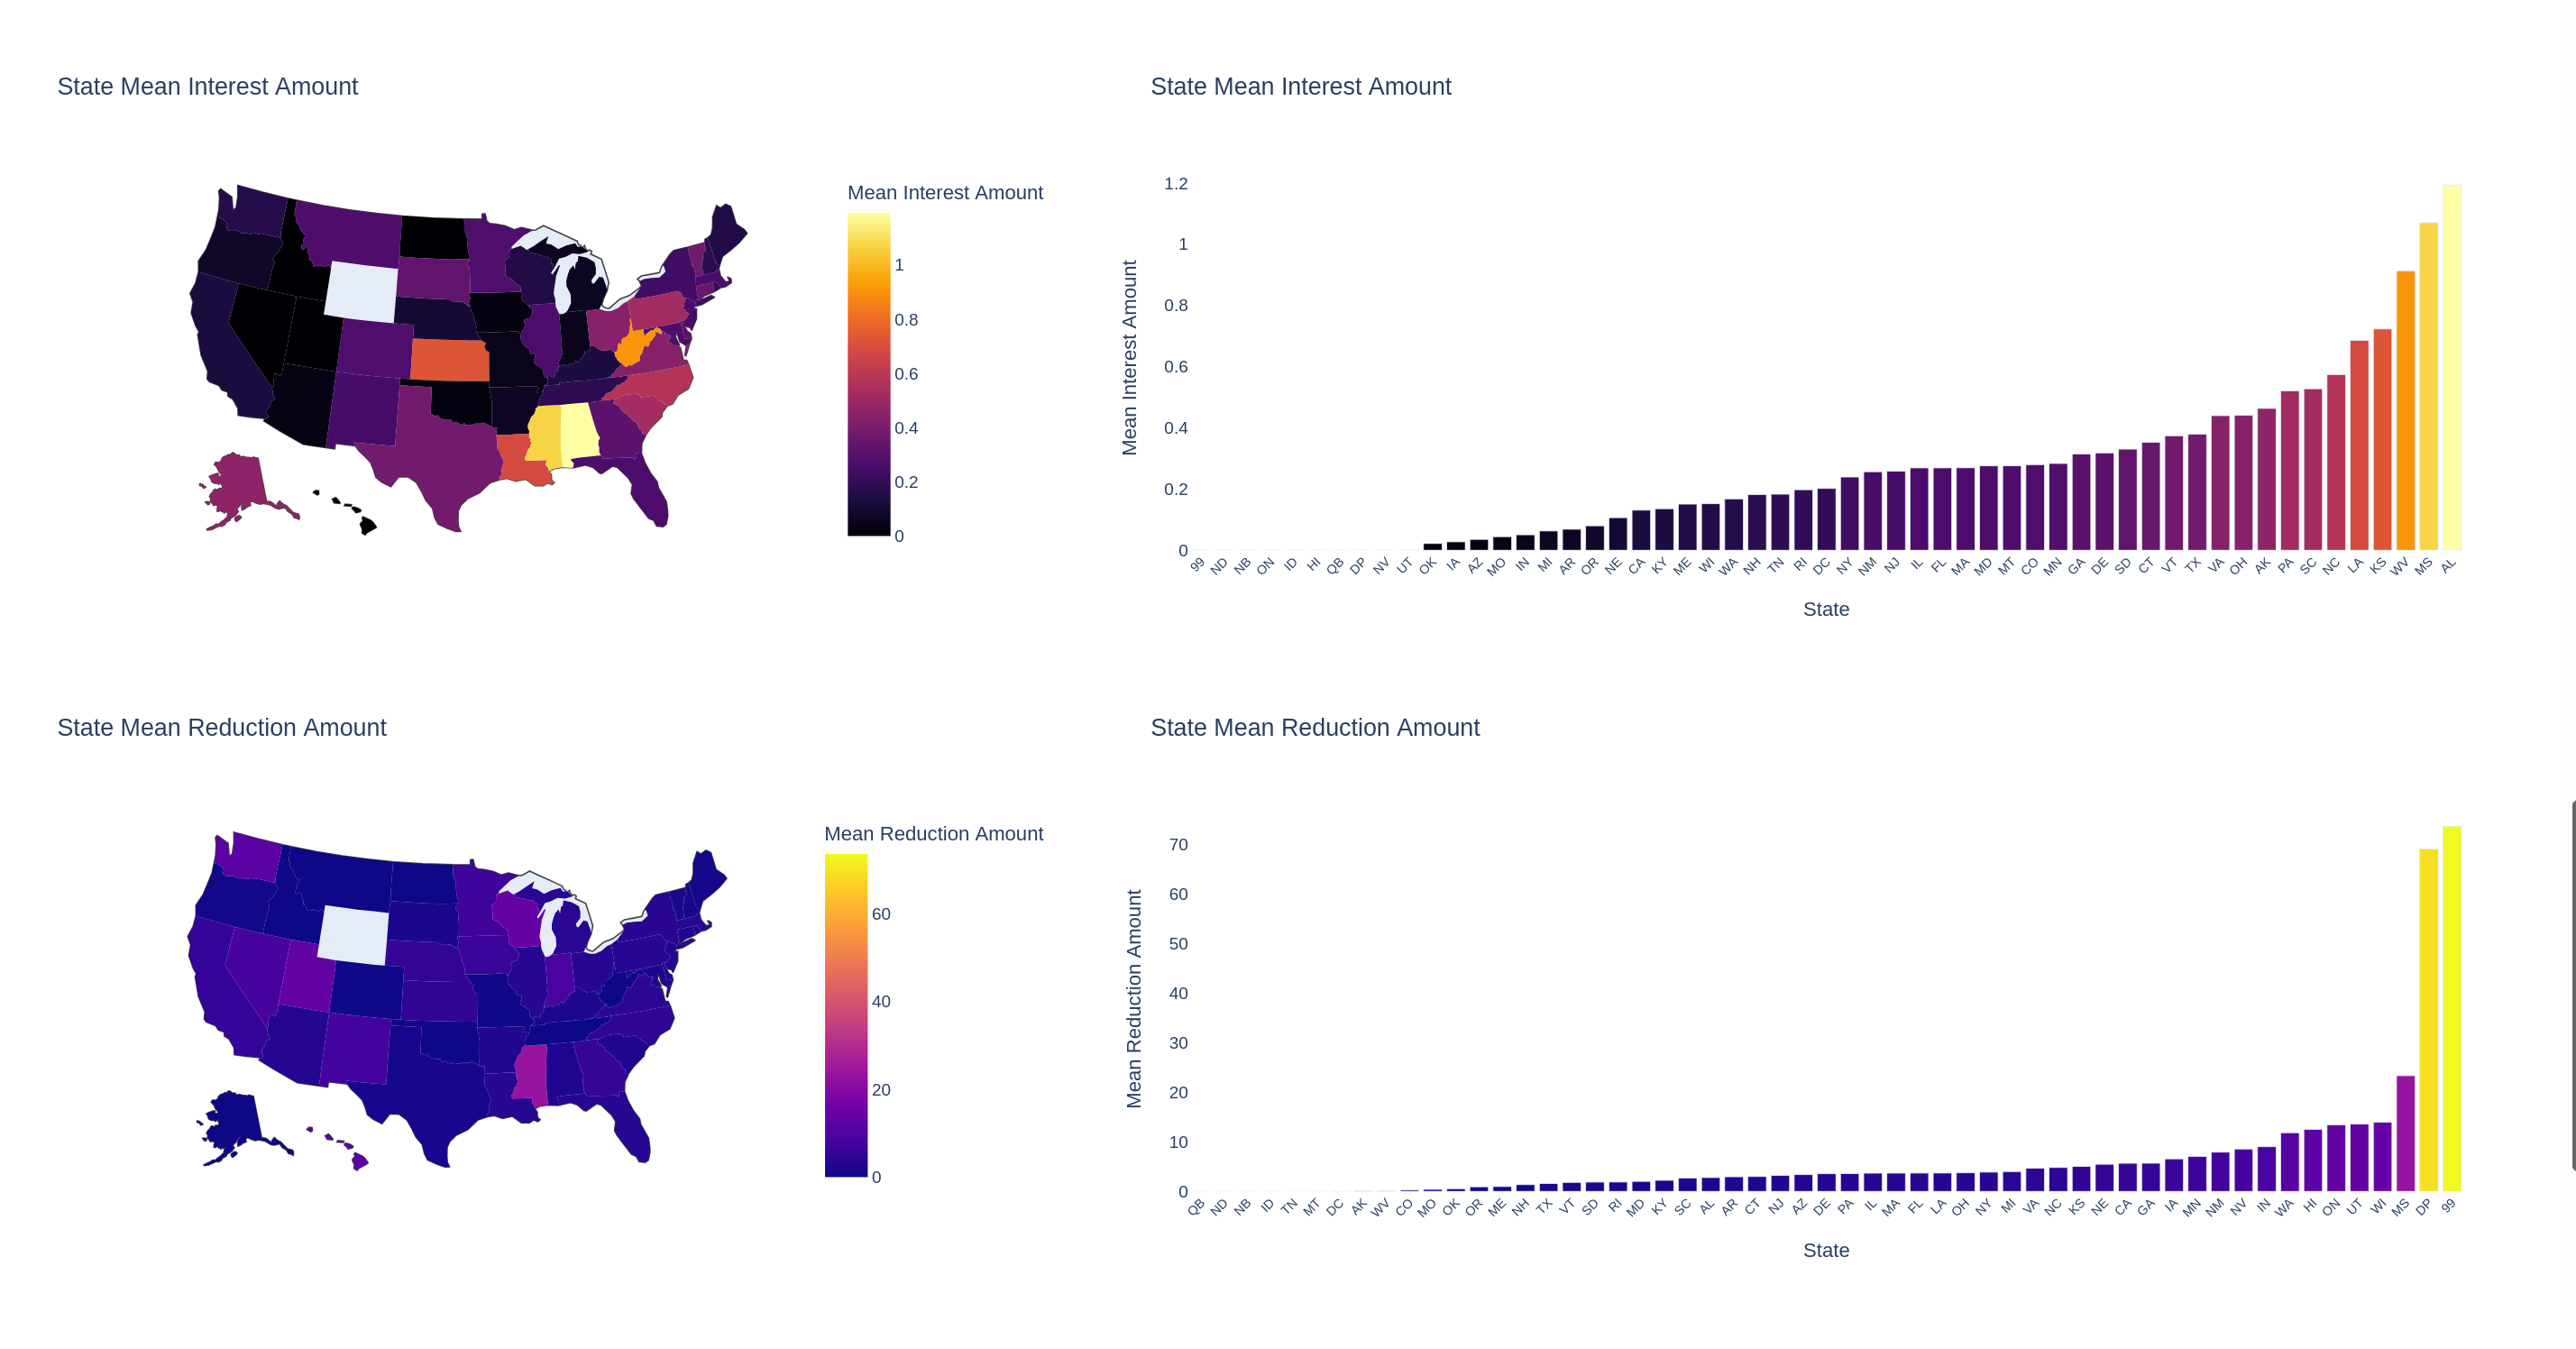 State Mean Interest Amount
Mean Interest Amount
1
0.8
0.6
0.4
0.2
0
State Mean Interest Amount
Mean Interest Amount
1.2
1
0.8
0.6
0.4
0.2
0
99 ND NB ON ID HI QB DP NV UT OK IA AZ MO IN MI AR OR NE CA KY ME WI WA NH TN RI DC NY NM NJ IL FL MA MD MT CO MN GA DE SD CT VT TX VA OH AK PA SC NC LA KS WV MS AL
State
State Mean Reduction Amount
Mean Reduction Amount
60
40
20
0
State Mean Reduction Amount
Mean Reduction Amount
70
60
50
40
30
20
10
0
QB ND NB ID TN MT DC AK WV CO MO OK OR ME NH TX VT SD RI MD KY SC AL AR CT NJ AZ DE PA IL MA FL LA OH NY MI VA NC KS NE CA GA IA MN NM NV IN WA HI ON UT WI MS DP 99
State